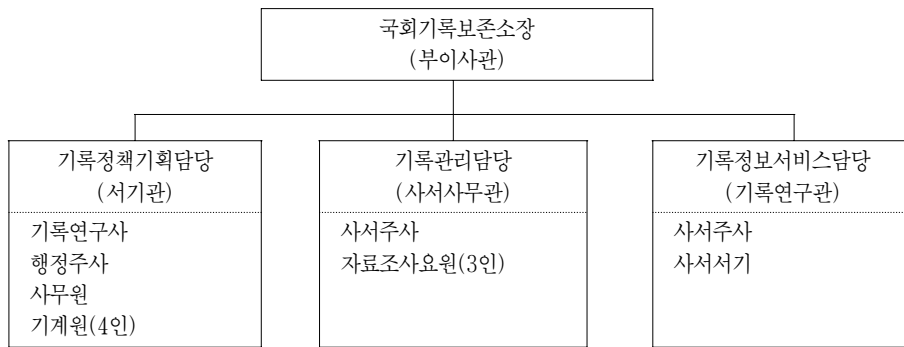 국회기록보존소장
(부이사관)
기록정책기획담당
(서기관)
기록연구사
행정주사
사무원
기계원(4인)
기록관리담당
(사서사무관)
사서주사
자료조사요원(3인)
기록정보서비스담당
(기록연구관)
사서주사
사서서기